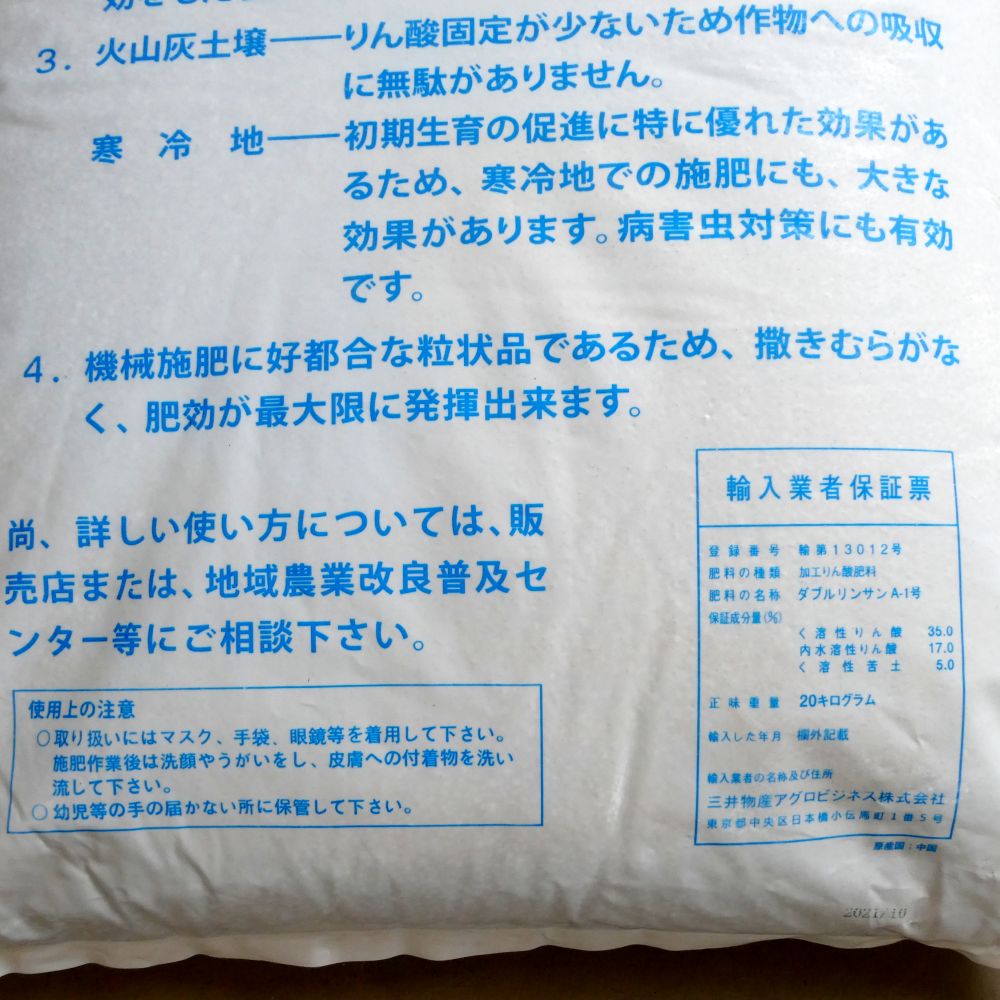 効
3. 火山灰土壌――りん酸固定が少ないため作物への吸収
に無駄がありません。
寒冷地――初期生育の促進に特に優れた効果があ
るため、寒冷地での施肥にも、大きな
効果があります。病害虫対策にも有効
です。
4. 機械施肥に好都合な粒状品であるため、撒きむらがな
く、肥効が最大限に発揮出来ます。
尚、詳しい使い方については、販
売店または、地域農業改良普及セ
ンター等にご相談下さい。
使用上の注意
○取り扱いにはマスク、手袋、眼鏡等を着用して下さい。
施肥作業後は洗顔やうがいをし、皮膚への付着物を洗い
流して下さい。
○幼児等の手の届かない所に保管して下さい。
輸入業者保証票
登録番号 輸第13012号
肥料の種類 加工りん酸肥料
肥料の名称 ダブルリンサンA-1号
保証成分量(%)
く溶性りん酸 35.0
内水溶性りん酸 17.0
く溶性苦土 5.0
正味重量 20キログラム
輸入した年月 欄外記載
輸入業者の名称及び住所
三井物産アグロビジネス株式会社
東京都中央区日本橋小伝馬町1番5号
原産国:中国
2021/10